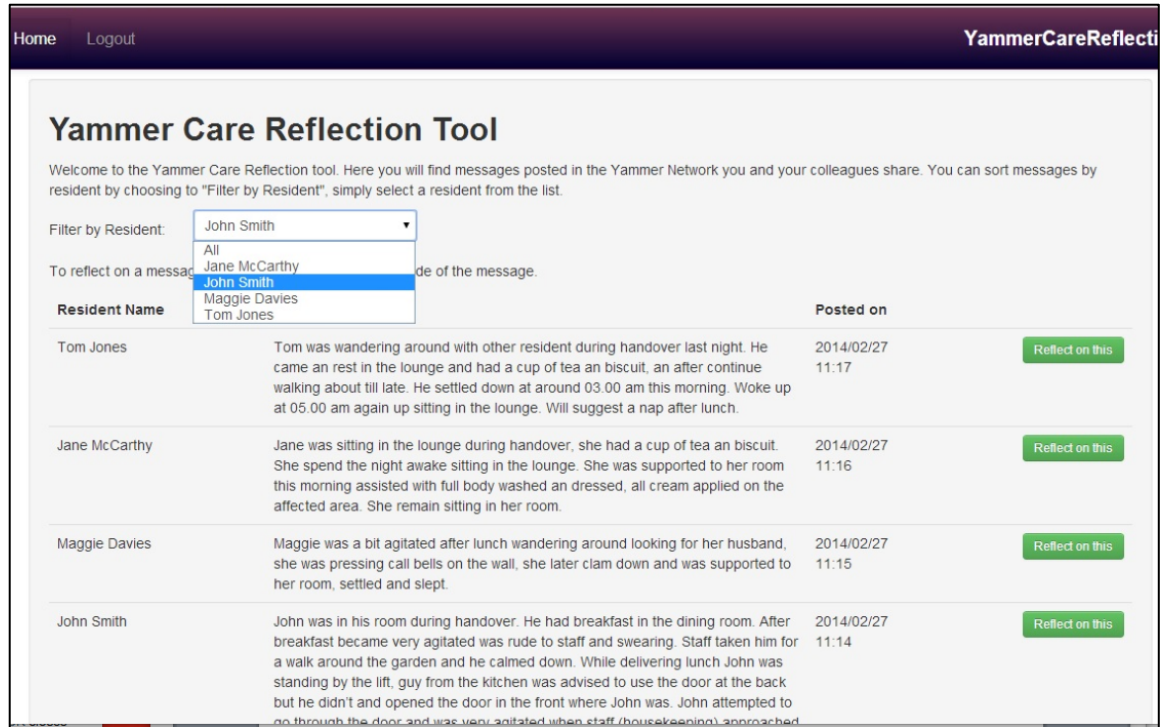 Home Logout YammerCareReflecti
Yammer Care Reflection Tool
Welcome to the Yammer Care Reflection tool. Here you will find messages posted in the Yammer Network you and your colleagues share. You can sort messages by
resident by choosing to "Filter by Resident", simply select a resident from the list.
Filter by Resident: John Smith
All
Jane McCarthy
John Smith
Maggie Davies
Tom Jones
To reflect on a messag de of the message.
Resident Name Posted on
Tom Jones Tom was wandering around with other resident during handover last night. He 2014/02/27 Reflect on this
came an rest in the lounge and had a cup of tea an biscuit, an after continue 11:17
walking about till late. He settled down at around 03.00 am this morning. Woke up
at 05.00 am again up sitting in the lounge. Will suggest a nap after lunch.
Jane McCarthy Jane was sitting in the lounge during handover, she had a cup of tea an biscuit. 2014/02/27 Reflect on this
She spend the night awake sitting in the lounge. She was supported to her room 11:16
this morning assisted with full body washed an dressed, all cream applied on the
affected area. She remain sitting in her room.
Maggie Davies Maggie was a bit agitated after lunch wandering around looking for her husband, 2014/02/27 Reflect on this
she was pressing call bells on the wall, she later clam down and was supported to 11:15
her room, settled and slept.
John Smith John was in his room during handover. He had breakfast in the dining room. After 2014/02/27 Reflect on this
breakfast became very agitated was rude to staff and swearing. Staff taken him for 11:14
a walk around the garden and he calmed down. While delivering lunch John was
standing by the lift, guy from the kitchen was advised to use the door at the back
but he didn't and opened the door in the front where John was. John attempted to
go through the door and was very agitated when staff (housekeeping) approached